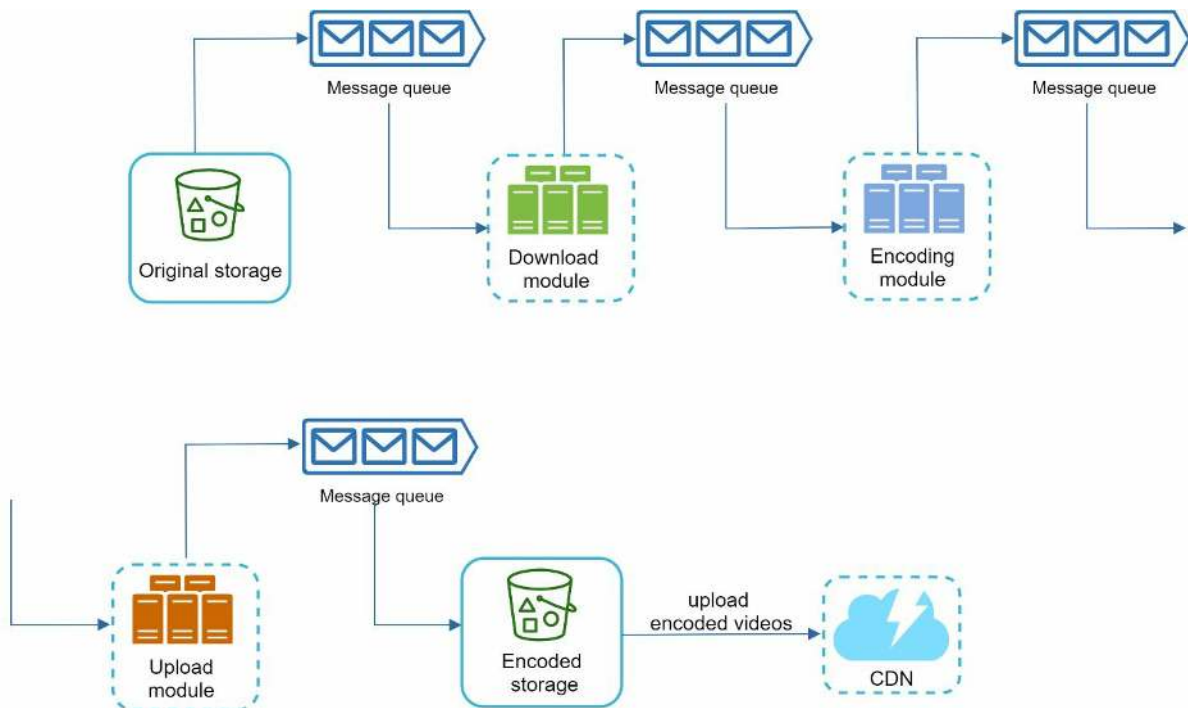 Message queue
Message queue
Message queue
Original storage
Download
module
Encoding
module
Message queue
upload
encoded videos
Upload
module
Encoded
storage
CDN